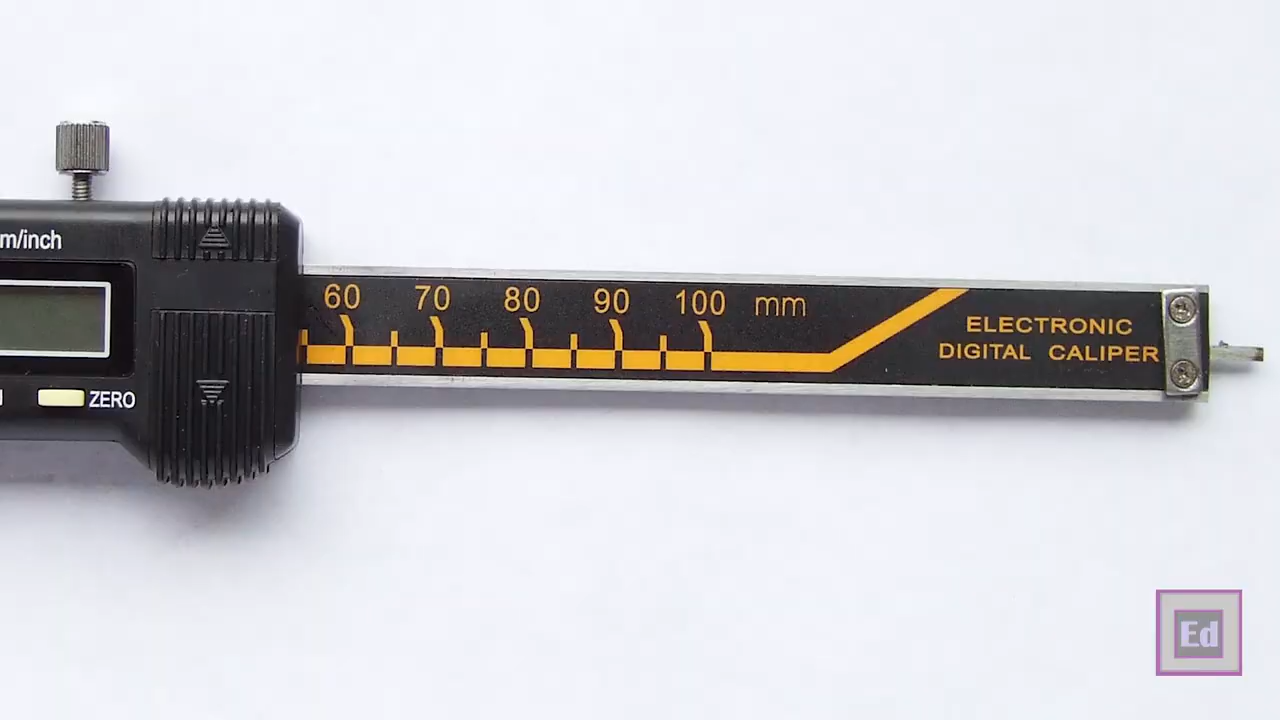 m/inch
60 70 80 90 100 mm
ELECTRONIC
DIGITAL CALIPER
ZERO
Ed